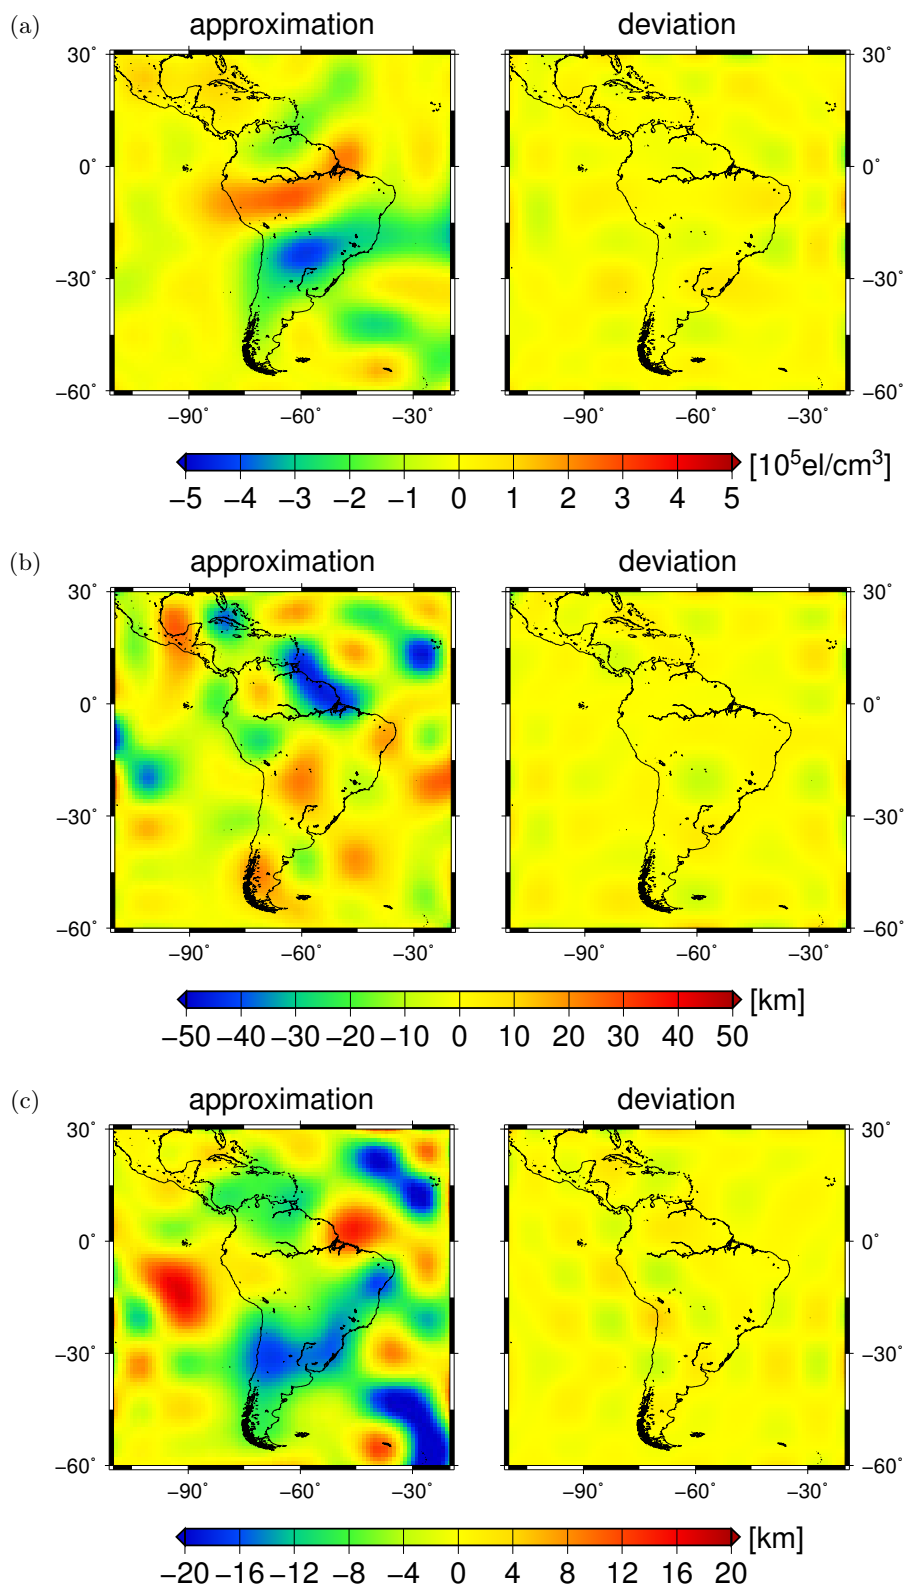 (a)
approximation deviation
30° 30°
0° 0°
−30° −30°
−60° −60°
−90° −60° −30° −90° −60° −30°
[10⁵el/cm³]
−5 −4 −3 −2 −1 0 1 2 3 4 5
(b)
approximation deviation
30° 30°
0° 0°
−30° −30°
−60° −60°
−90° −60° −30° −90° −60° −30°
[km]
−50 −40 −30 −20 −10 0 10 20 30 40 50
(c)
approximation deviation
30° 30°
0° 0°
−30° −30°
−60° −60°
−90° −60° −30° −90° −60° −30°
[km]
−20 −16 −12 −8 −4 0 4 8 12 16 20